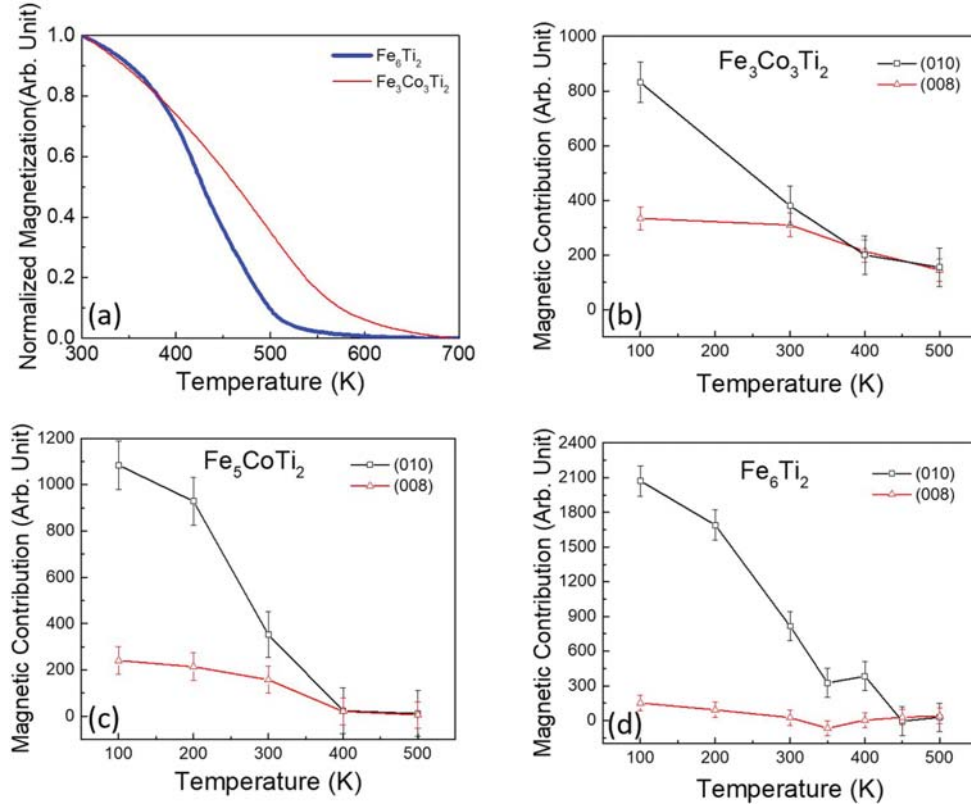 Normalized Magnetization(Arb. Unit)
1.0
0.8
0.6
0.4
0.2
0.0
Fe₆Ti₂
Fe₃Co₃Ti₂
(a)
300 400 500 600 700
Temperature (K)
Magnetic Contribution (Arb. Unit)
1000
800
600
400
200
0
Fe₃Co₃Ti₂
(010)
(008)
(b)
100 200 300 400 500
Temperature (K)
Magnetic Contribution (Arb. Unit)
1200
1000
800
600
400
200
0
Fe₅CoTi₂
(010)
(008)
(c)
100 200 300 400 500
Temperature (K)
Magnetic Contribution (Arb. Unit)
2400
2100
1800
1500
1200
900
600
300
0
Fe₆Ti₂
(010)
(008)
(d)
100 200 300 400 500
Temperature (K)